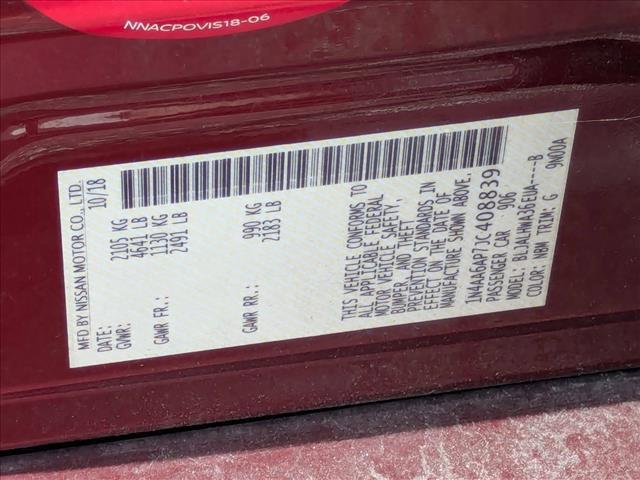 NNACPOVIS18-06
MFD BY NISSAN MOTOR CO., LTD.
DATE: 10/18
GVWR: 2105 KG
4641 LB
GAWR FR.: 1130 KG
2491 LB
GAWR RR.: 990 KG
2183 LB
THIS VEHICLE CONFORMS TO
ALL APPLICABLE FEDERAL
MOTOR VEHICLE SAFETY,
BUMPER, AND THEFT
PREVENTION STANDARDS IN
EFFECT ON THE DATE OF
MANUFACTURE SHOWN ABOVE.
1N4AA6AP7JC408839
PASSENGER CAR 906
MODEL: BLJALHWA36EUA----B
COLOR: NBM TRIM: G 9N00A